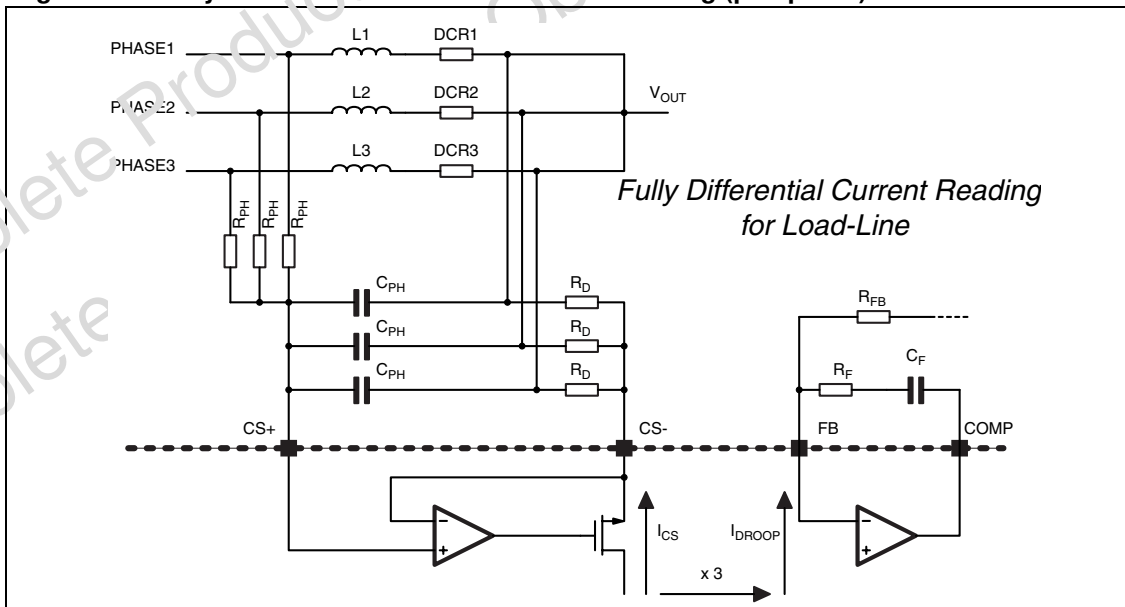 PHASE1
L1
DCR1
PHASE2
L2
DCR2
VOUT
PHASE3
L3
DCR3
Fully Differential Current Reading
for Load-Line
RPH
RPH
RPH
CPH
RD
CPH
RD
CPH
RD
RFB
RF
CF
CS+
CS-
FB
COMP
-
+
ICS
IDROOP
-
+
x 3